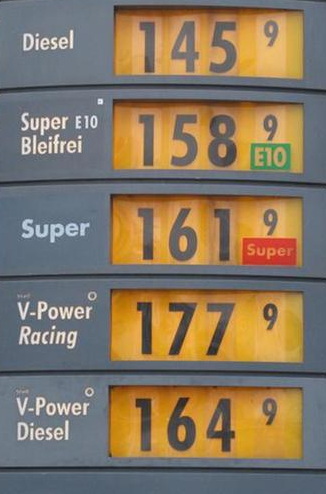 Diesel 145 9
Super E10 158 9
Bleifrei E10
Super 161 9
Super
V-Power 177 9
Racing
V-Power 164 9
Diesel